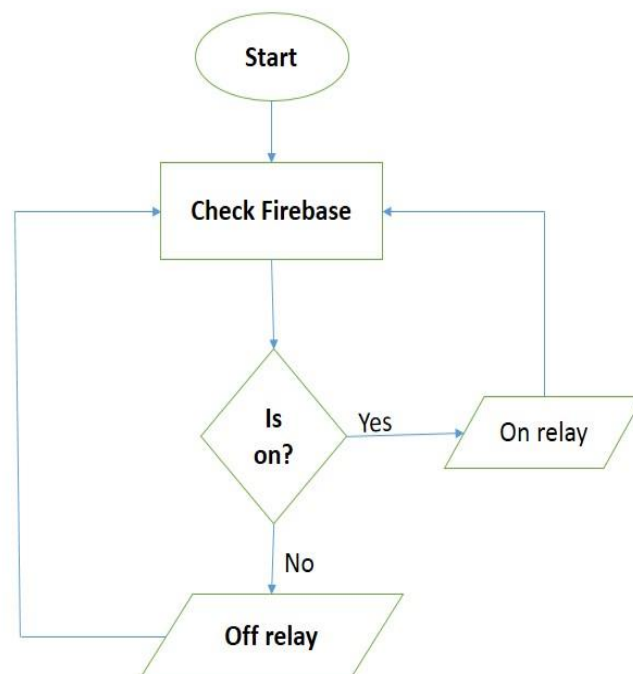 Start
Check Firebase
Is
on?
Yes
On relay
No
Off relay